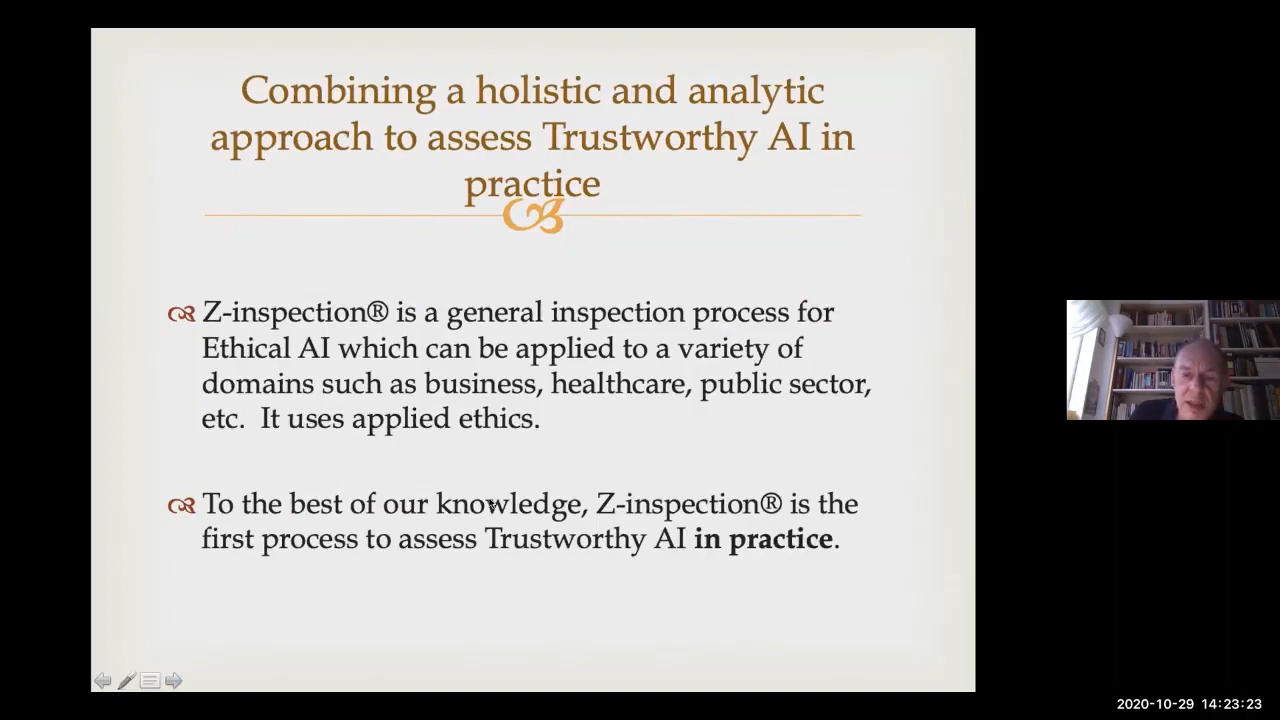 Combining a holistic and analytic
approach to assess Trustworthy AI in
practice
Z-inspection® is a general inspection process for
Ethical AI which can be applied to a variety of
domains such as business, healthcare, public sector,
etc.  It uses applied ethics.
To the best of our knowledge, Z-inspection® is the
first process to assess Trustworthy AI in practice.
2020-10-29 14:23:23